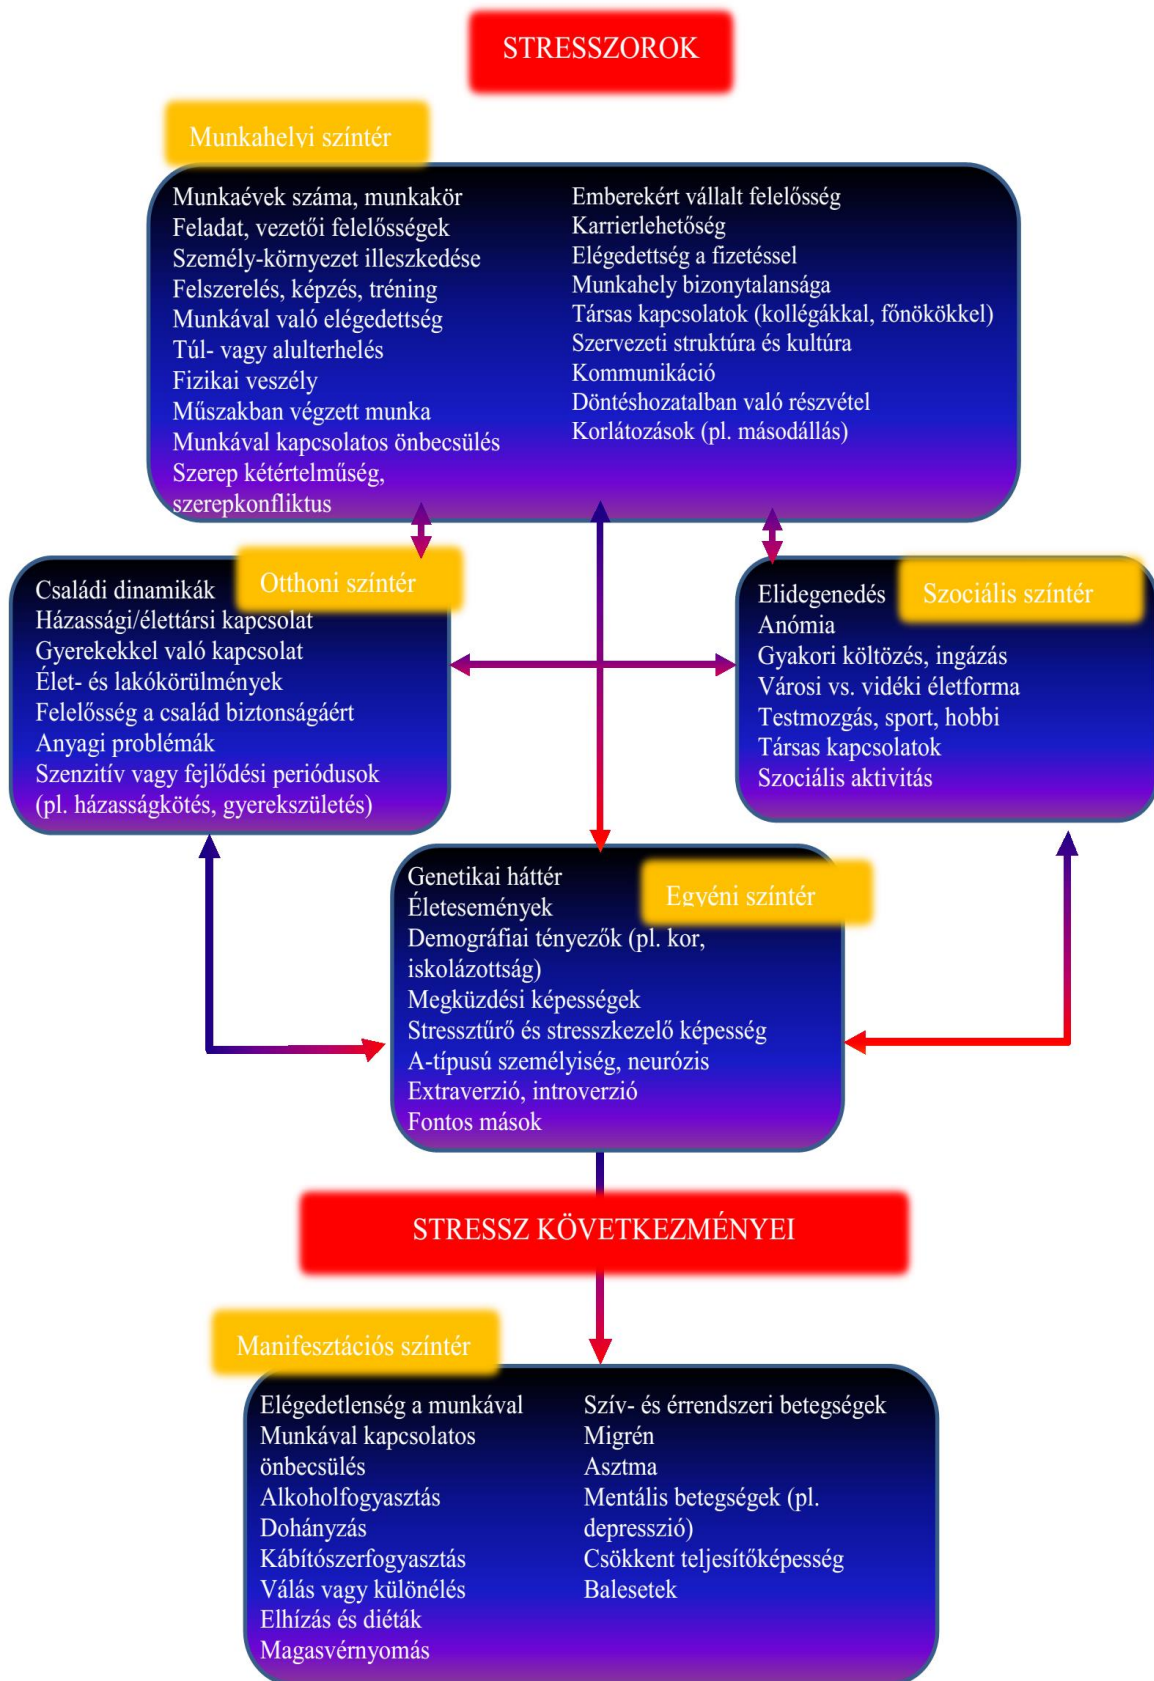 STRESSZOROK
Munkahelyi színtér
Munkaévek száma, munkakör
Feladat, vezetői felelősségek
Személy-környezet illeszkedése
Felszerelés, képzés, tréning
Munkával való elégedettség
Túl- vagy alulterhelés
Fizikai veszély
Műszakban végzett munka
Munkával kapcsolatos önbecsülés
Szerep kétértelműség,
szerepkonfliktus
Emberekért vállalt felelősség
Karrierlehetőség
Elégedettség a fizetéssel
Munkahely bizonytalansága
Társas kapcsolatok (kollégákkal, főnökökkel)
Szervezeti struktúra és kultúra
Kommunikáció
Döntéshozatalban való részvétel
Korlátozások (pl. másodállás)
Otthoni színtér
Családi dinamikák
Házassági/élettársi kapcsolat
Gyerekekkel való kapcsolat
Élet- és lakókörülmények
Felelősség a család biztonságáért
Anyagi problémák
Szenzitív vagy fejlődési periódusok
(pl. házasságkötés, gyerekszületés)
Szociális színtér
Elidegenedés
Anómia
Gyakori költözés, ingázás
Városi vs. vidéki életforma
Testmozgás, sport, hobbi
Társas kapcsolatok
Szociális aktivitás
Egyéni színtér
Genetikai háttér
Életesemények
Demográfiai tényezők (pl. kor,
iskolázottság)
Megküzdési képességek
Stressztűrő és stresszkezelő képesség
A-típusú személyiség, neurózis
Extraverzió, introverzió
Fontos mások
STRESSZ KÖVETKEZMÉNYEI
Manifesztációs színtér
Elégedetlenség a munkával
Munkával kapcsolatos
önbecsülés
Alkoholfogyasztás
Dohányzás
Kábítószerfogyasztás
Válás vagy különélés
Elhízás és diéták
Magasvérnyomás
Szív- és érrendszeri betegségek
Migrén
Asztma
Mentális betegségek (pl.
depresszió)
Csökkent teljesítőképesség
Balesetek